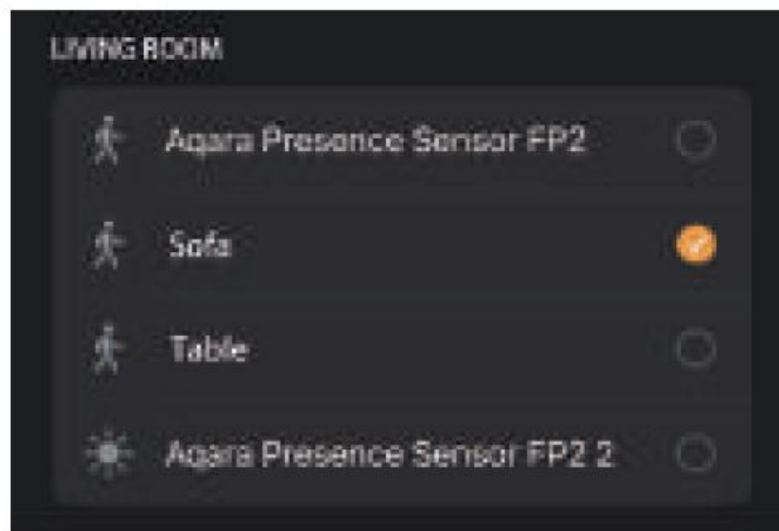 LIVING ROOM
Aqara Presence Sensor FP2
Sofa
Table
Aqara Presence Sensor FP2 2